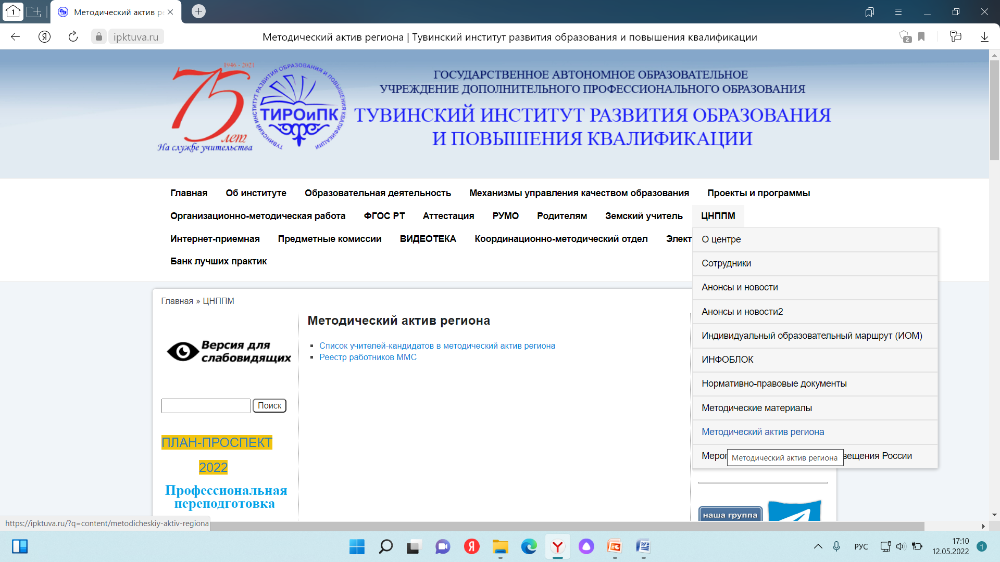 1
Методический актив ре
ipktuva.ru
Методический актив региона | Тувинский институт развития образования и повышения квалификации
2
1946 - 2021
75
лет
На службе учительства
ТУВИНСКИЙ ИНСТИТУТ РАЗВИТИЯ ОБРАЗОВАНИЯ И ПОВЫШЕНИЯ КВАЛИФИКАЦИИ
ТИРОиПК
ГОСУДАРСТВЕННОЕ АВТОНОМНОЕ ОБРАЗОВАТЕЛЬНОЕ
УЧРЕЖДЕНИЕ ДОПОЛНИТЕЛЬНОГО ПРОФЕССИОНАЛЬНОГО ОБРАЗОВАНИЯ
ТУВИНСКИЙ ИНСТИТУТ РАЗВИТИЯ ОБРАЗОВАНИЯ
И ПОВЫШЕНИЯ КВАЛИФИКАЦИИ
Главная Об институте Образовательная деятельность Механизмы управления качеством образования Проекты и программы
Организационно-методическая работа ФГОС РТ Аттестация РУМО Родителям Земский учитель ЦНППМ
Интернет-приемная Предметные комиссии ВИДЕОТЕКА Координационно-методический отдел Элект
Банк лучших практик
О центре
Сотрудники
Анонсы и новости
Анонсы и новости2
Индивидуальный образовательный маршрут (ИОМ)
ИНФОБЛОК
Нормативно-правовые документы
Методические материалы
Методический актив региона
Мероп
вещения России
Методический актив региона
Главная » ЦНППМ
Версия для
слабовидящих
Поиск
ПЛАН-ПРОСПЕКТ
2022
Профессиональная
переподготовка
Методический актив региона
Список учителей-кандидатов в методический актив региона
Реестр работников ММС
наша группа
https://ipktuva.ru/?q=content/metodicheskiy-aktiv-regiona
РУС
17:10
12.05.2022
1